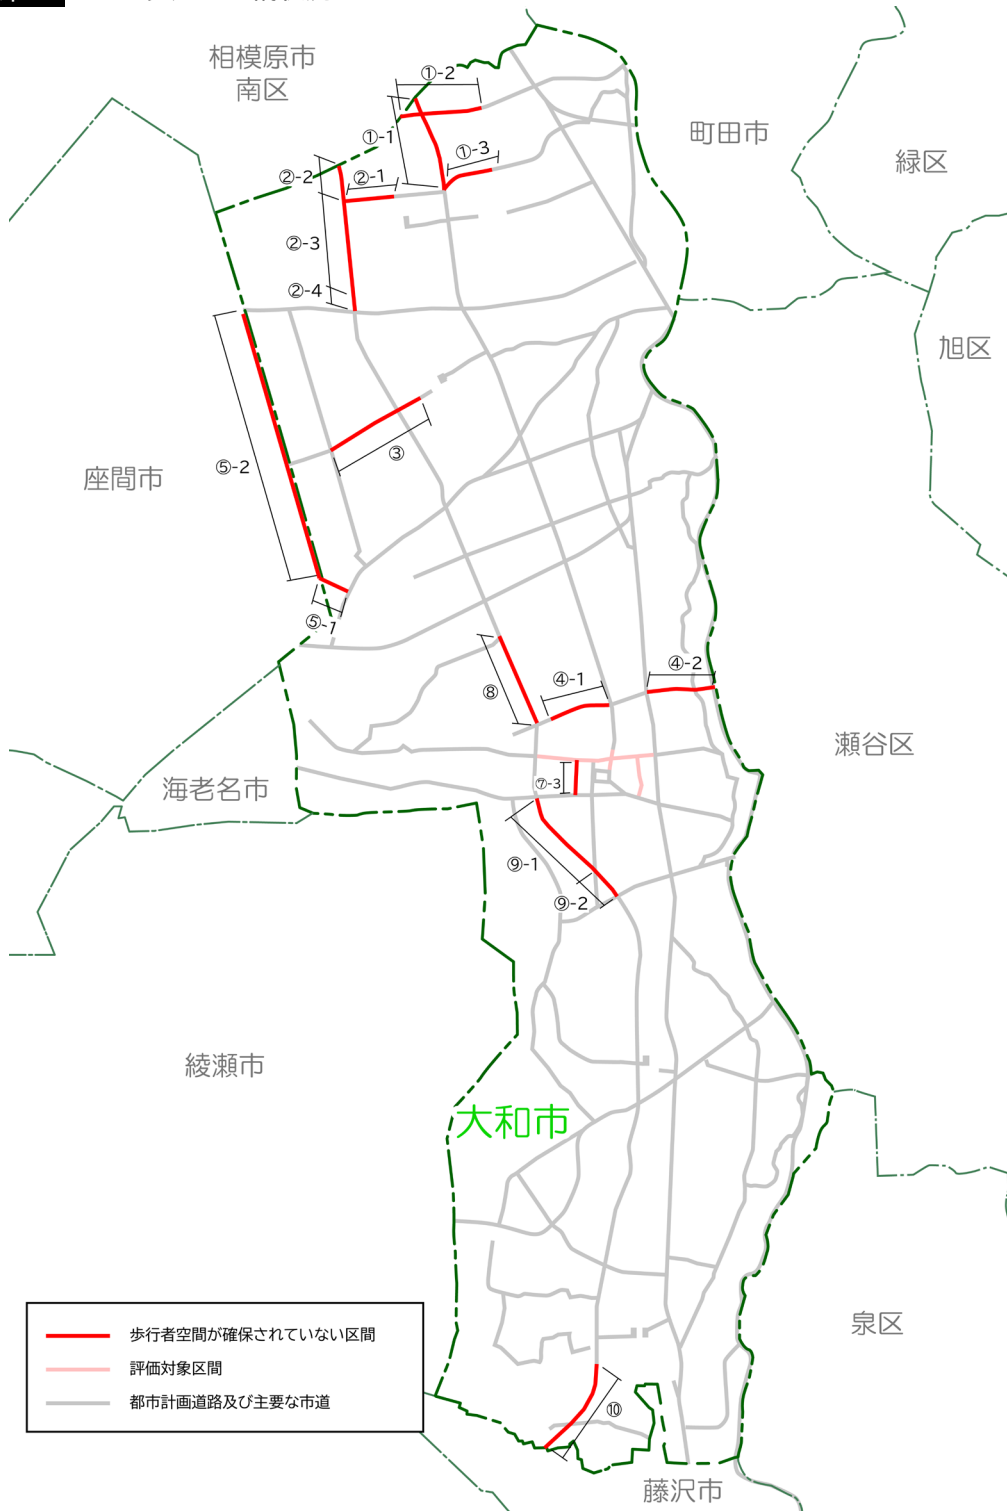 相模原市
南区
①-2
町田市
①-1
①-3
緑区
②-2
②-1
②-3
②-4
旭区
③
⑤-2
座間市
⑤-1
④-2
④-1
⑧
瀬谷区
⑦-3
海老名市
⑨-1
⑨-2
綾瀬市
大和市
泉区
歩行者空間が確保されていない区間
評価対象区間
都市計画道路及び主要な市道
⑩
藤沢市